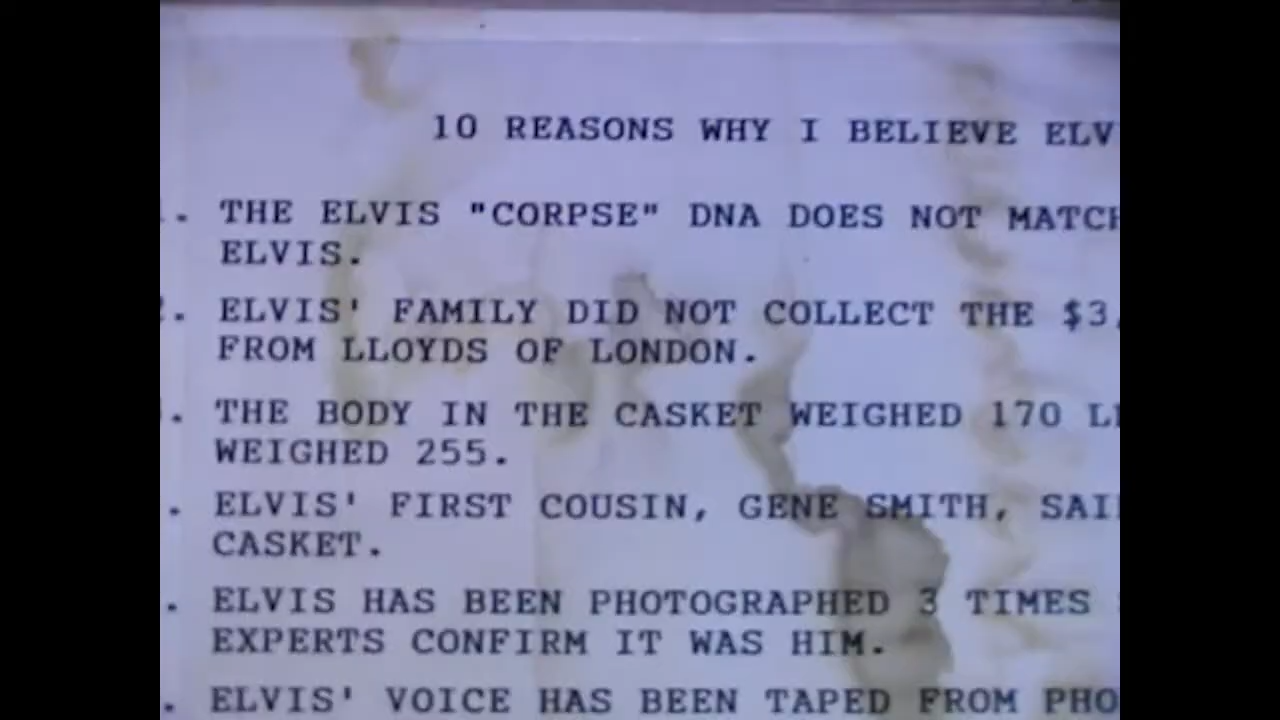 10 REASONS WHY I BELIEVE ELV
. THE ELVIS "CORPSE" DNA DOES NOT MATCH
ELVIS.
. ELVIS' FAMILY DID NOT COLLECT THE $3,
FROM LLOYDS OF LONDON.
. THE BODY IN THE CASKET WEIGHED 170 L
WEIGHED 255.
. ELVIS' FIRST COUSIN, GENE SMITH, SAI
CASKET.
. ELVIS HAS BEEN PHOTOGRAPHED 3 TIMES
EXPERTS CONFIRM IT WAS HIM.
. ELVIS' VOICE HAS BEEN TAPED FROM PHO